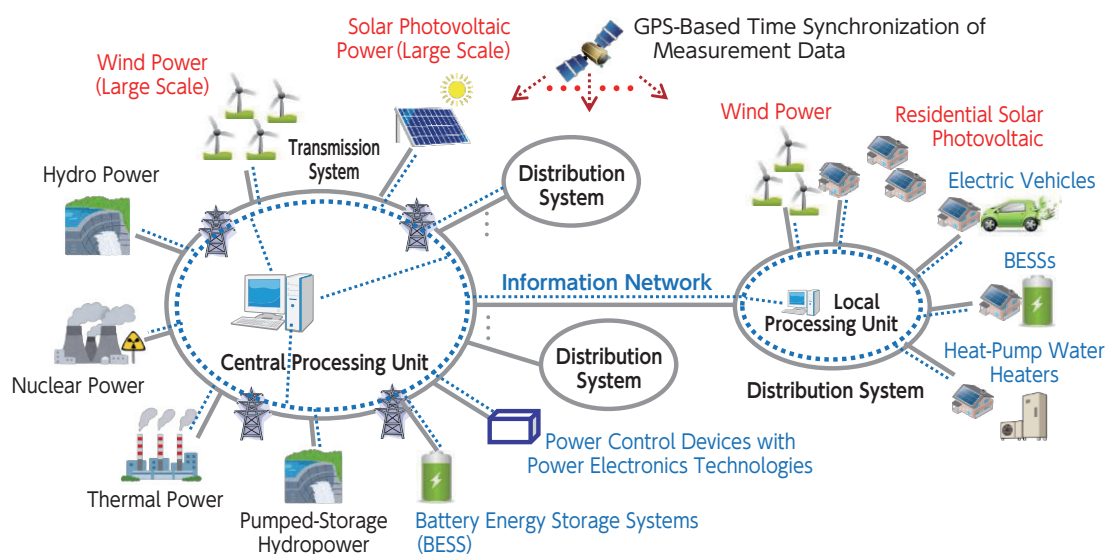 Solar Photovoltaic
Power (Large Scale)
GPS-Based Time Synchronization of
Measurement Data
Wind Power
(Large Scale)
Wind Power
Residential Solar
Photovoltaic
Transmission
System
Hydro Power
Distribution
System
Electric Vehicles
BESSs
Information Network
Local
Processing Unit
Central Processing Unit
Distribution
System
Heat-Pump Water
Heaters
Nuclear Power
Distribution System
Power Control Devices with
Power Electronics Technologies
Thermal Power
Pumped-Storage
Hydropower
Battery Energy Storage Systems
(BESS)